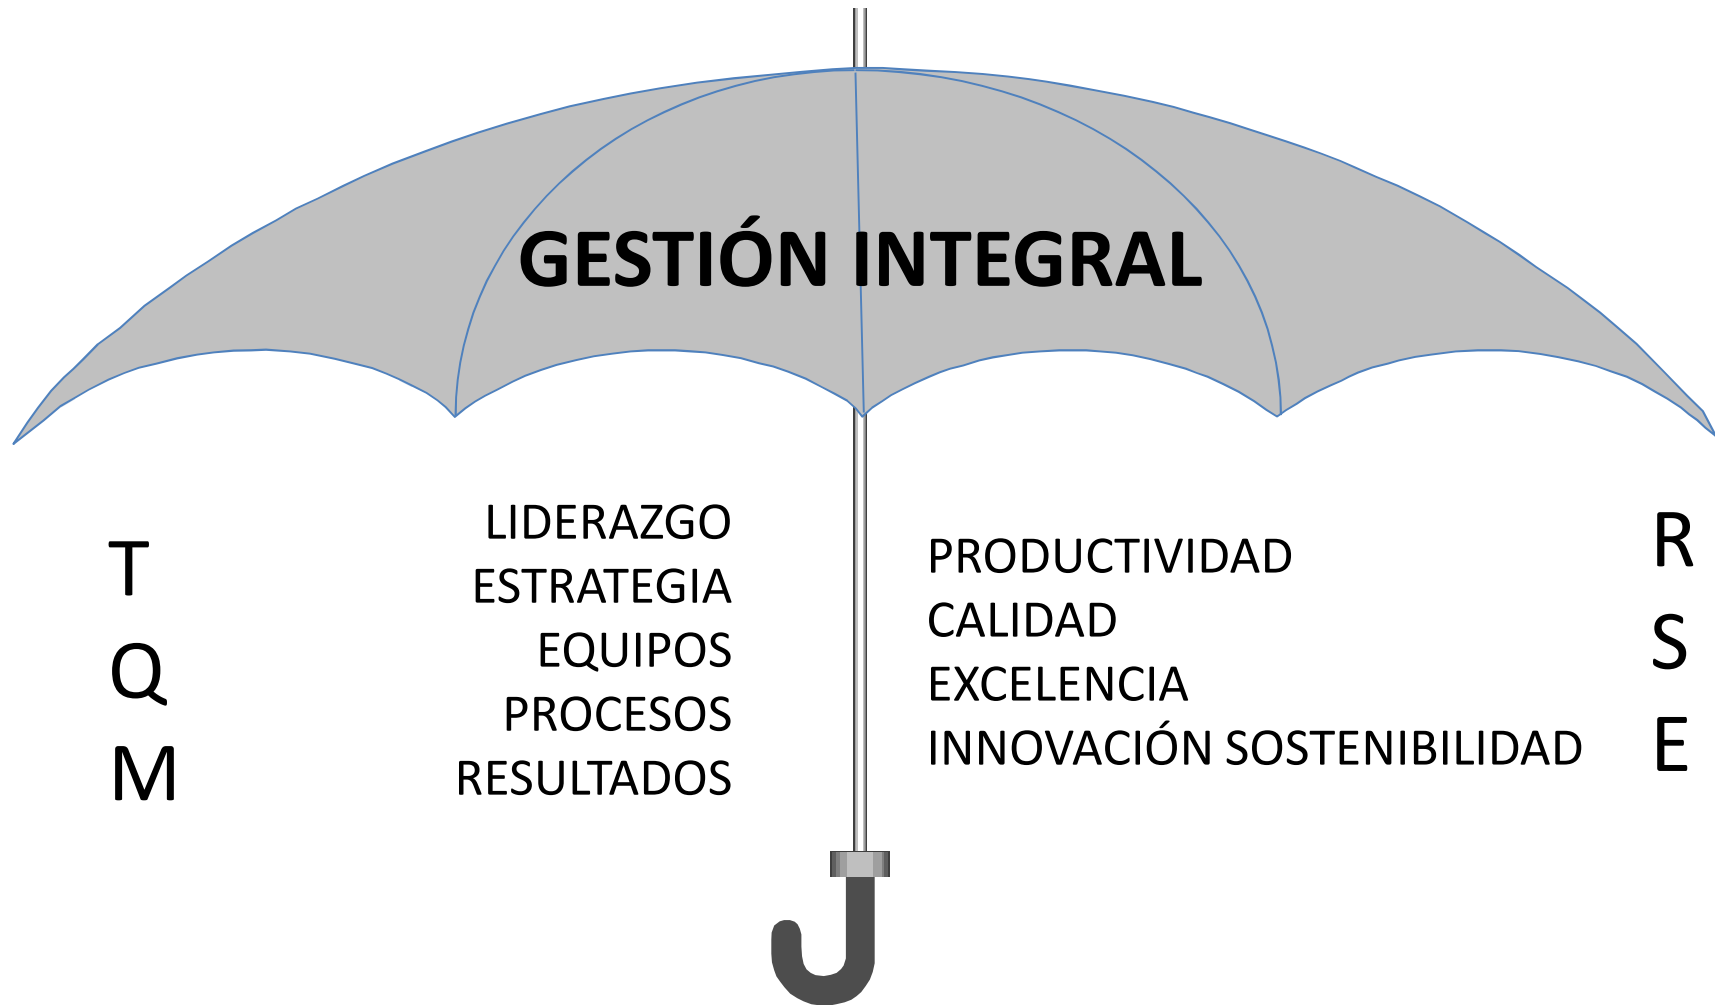 GESTIÓN INTEGRAL
T
Q
M
LIDERAZGO
ESTRATEGIA
EQUIPOS
PROCESOS
RESULTADOS
PRODUCTIVIDAD
CALIDAD
EXCELENCIA
INNOVACIÓN SOSTENIBILIDAD
R
S
E